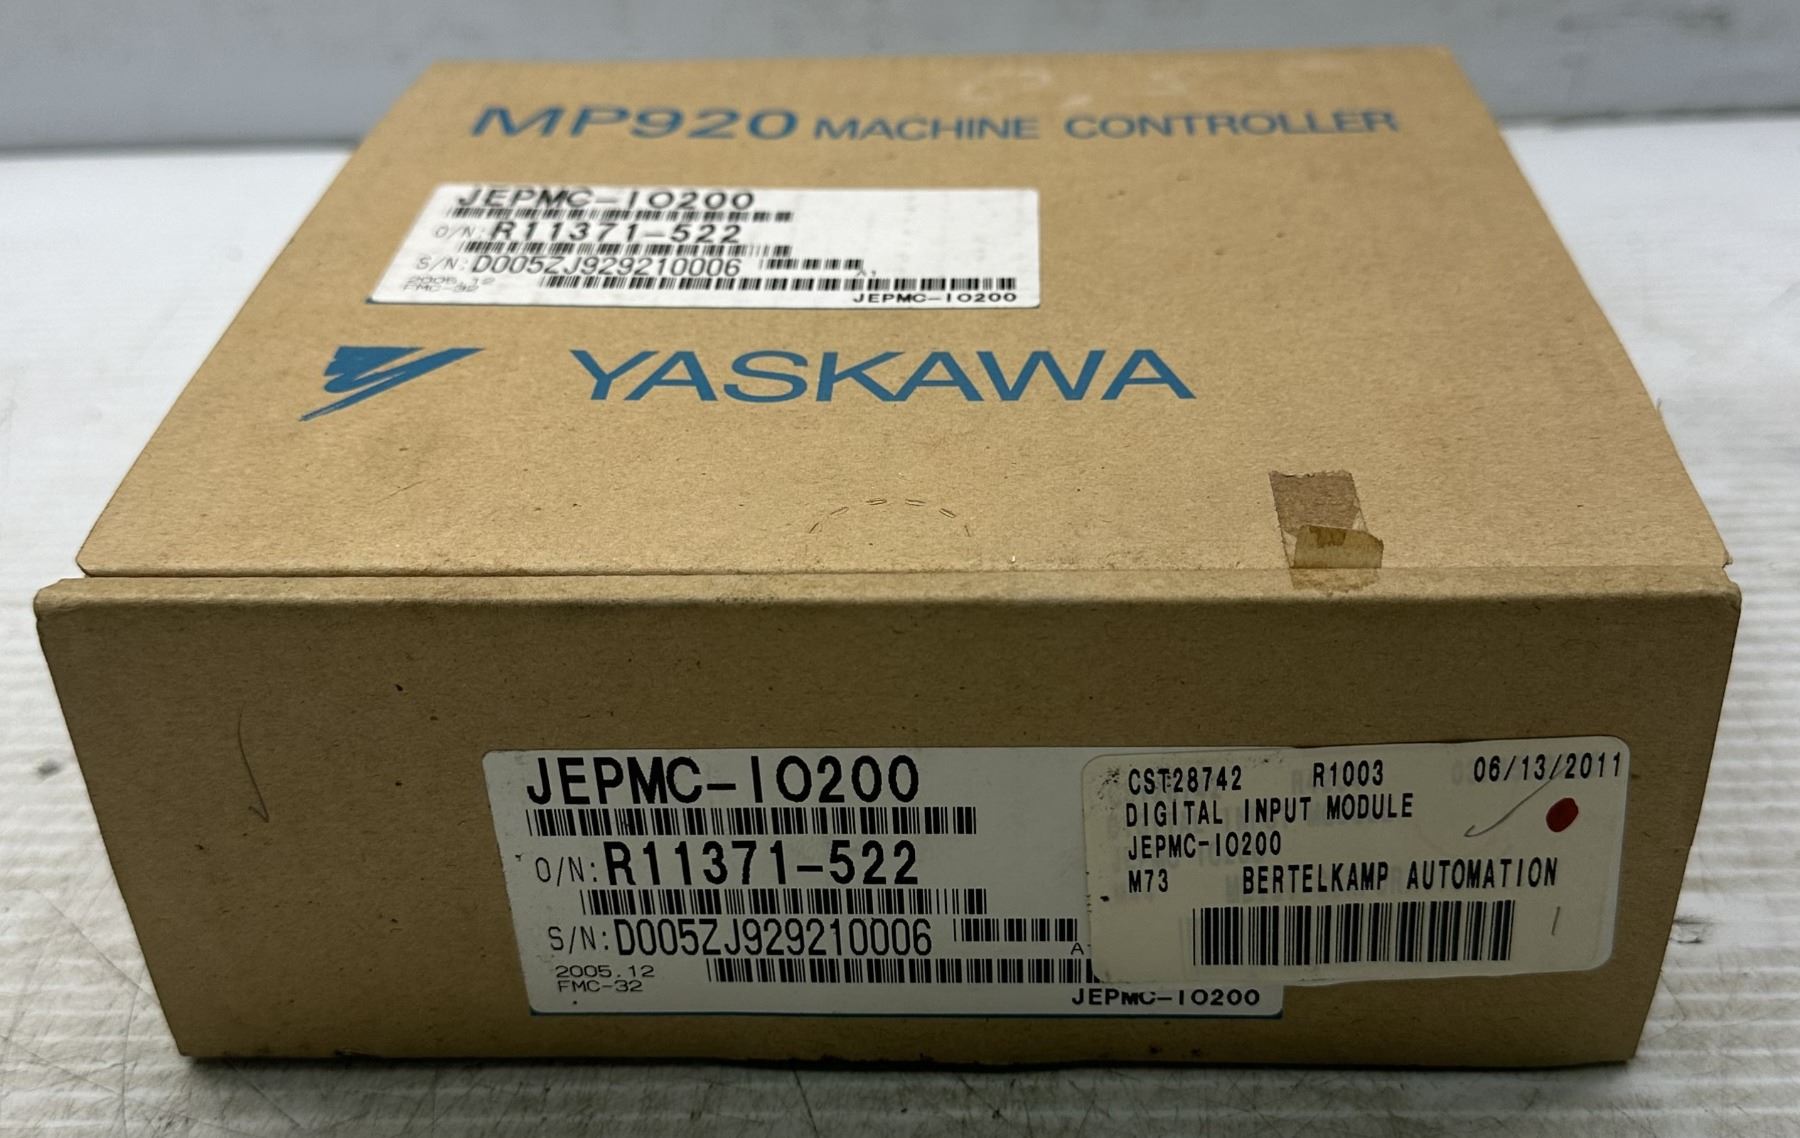 MP920 MACHINE CONTROLLER
JEPMC-IO200
O/N: R11371-522
S/N: D005ZJ929210006
A,
2005.12
FMC-32
JEPMC-IO200
YASKAWA
JEPMC-IO200
O/N: R11371-522
S/N: D005ZJ929210006
A
2005.12
FMC-32
JEPMC-IO200
CST28742 R1003 06/13/2011
DIGITAL INPUT MODULE
JEPMC-IO200
M73 BERTELKAMP AUTOMATION